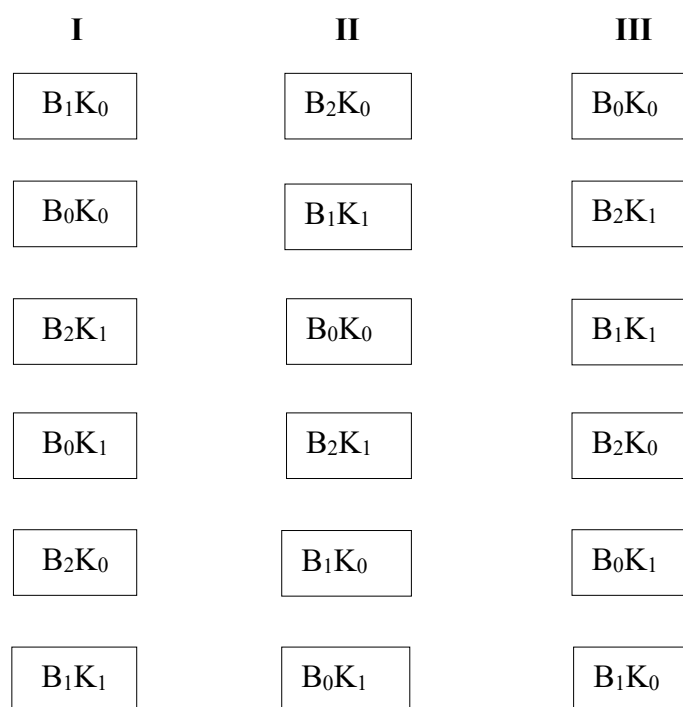 I II III
B₁K₀ B₂K₀ B₀K₀
B₀K₀ B₁K₁ B₂K₁
B₂K₁ B₀K₀ B₁K₁
B₀K₁ B₂K₁ B₂K₀
B₂K₀ B₁K₀ B₀K₁
B₁K₁ B₀K₁ B₁K₀